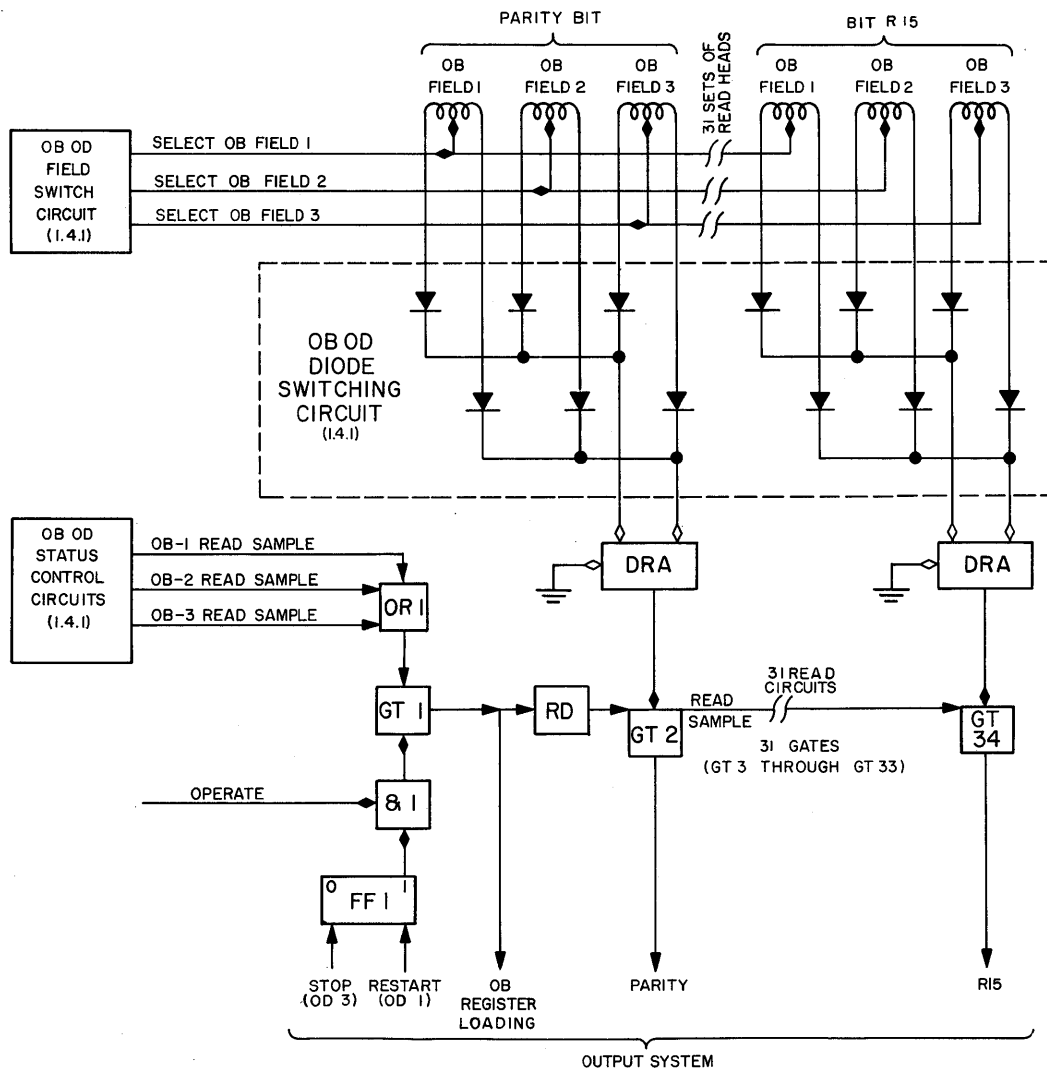 PARITY BIT
BIT R15
31 SETS OF
READ HEADS
OB
FIELD 1
OB
FIELD 2
OB
FIELD 3
OB
FIELD 1
OB
FIELD 2
OB
FIELD 3
OB OD
FIELD
SWITCH
CIRCUIT
(1.4.1)
SELECT OB FIELD 1
SELECT OB FIELD 2
SELECT OB FIELD 3
OB OD
DIODE
SWITCHING
CIRCUIT
(1.4.1)
OB OD
STATUS
CONTROL
CIRCUITS
(1.4.1)
OB-1 READ SAMPLE
OB-2 READ SAMPLE
OB-3 READ SAMPLE
OR 1
DRA
DRA
GT 1
RD
GT 2
READ
SAMPLE
31 READ
CIRCUITS
31 GATES
(GT 3 THROUGH GT 33)
GT
34
OPERATE
& 1
0 1
FF 1
STOP
(OD 3)
RESTART
(OD 1)
OB
REGISTER
LOADING
PARITY
R15
OUTPUT SYSTEM